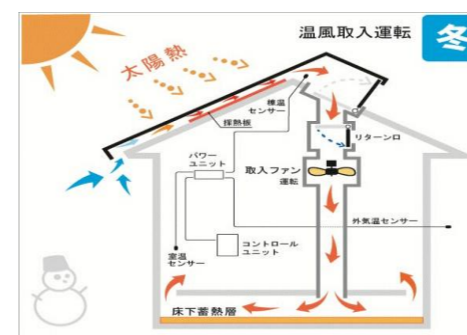 温風取入運転
冬
太陽熱
棟温
センサー
採熱板
リターン口
パワー
ユニット
取入ファン
運転
外気温センサー
コントロール
ユニット
室温
センサー
床下蓄熱層